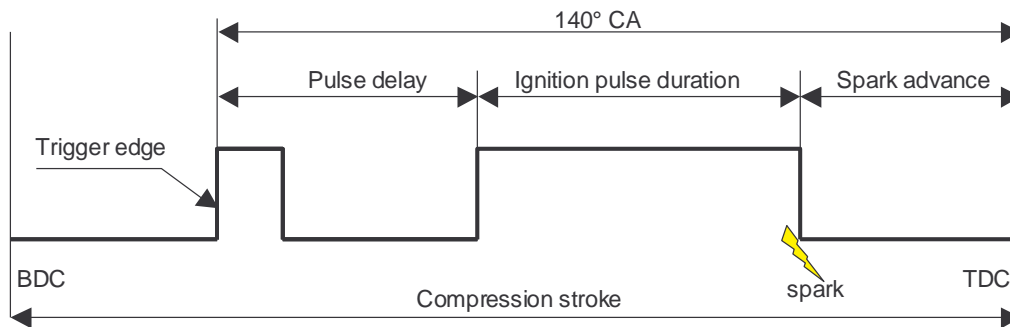 140° CA
Pulse delay
Ignition pulse duration
Spark advance
Trigger edge
BDC
spark
TDC
Compression stroke